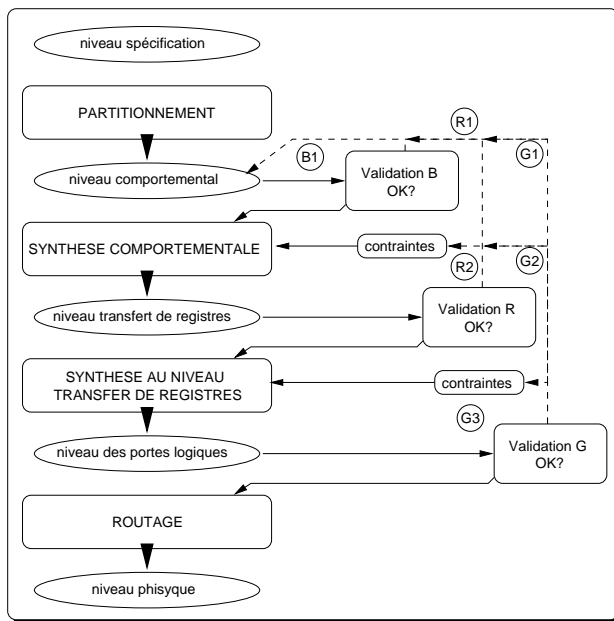 niveau spécification
PARTITIONNEMENT
R1
B1
G1
niveau comportemental
Validation B
OK?
SYNTHESE COMPORTEMENTALE
contraintes
R2
G2
niveau transfert de registres
Validation R
OK?
SYNTHESE AU NIVEAU
TRANSFER DE REGISTRES
contraintes
G3
niveau des portes logiques
Validation G
OK?
ROUTAGE
niveau phisyque